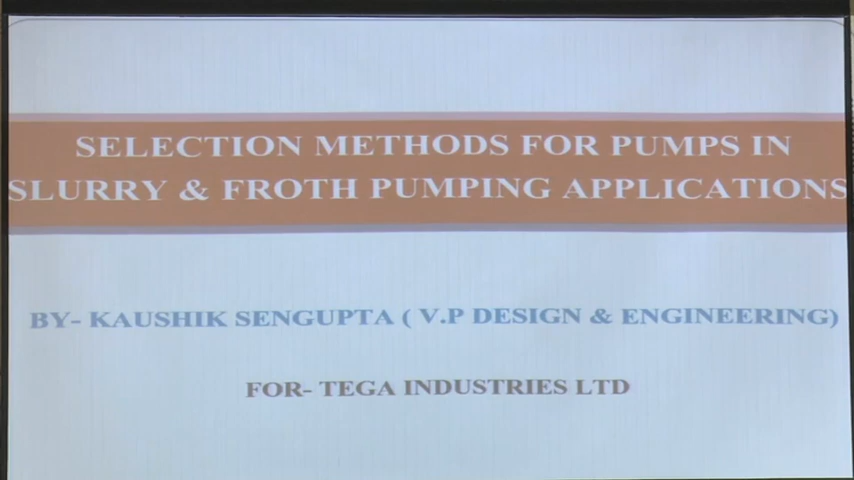 SELECTION METHODS FOR PUMPS IN
SLURRY & FROTH PUMPING APPLICATIONS
BY- KAUSHIK SENGUPTA ( V.P DESIGN & ENGINEERING)
FOR- TEGA INDUSTRIES LTD